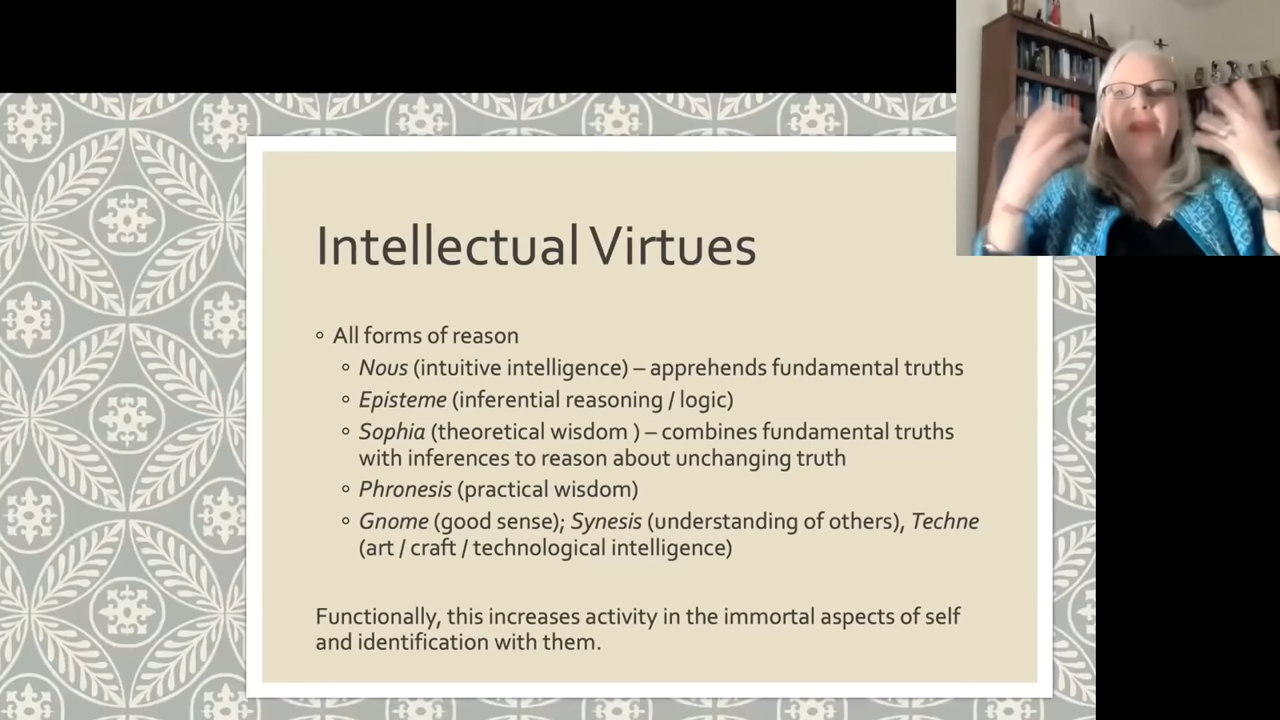 Intellectual Virtues
All forms of reason
Nous (intuitive intelligence) – apprehends fundamental truths
Episteme (inferential reasoning / logic)
Sophia (theoretical wisdom ) – combines fundamental truths
with inferences to reason about unchanging truth
Phronesis (practical wisdom)
Gnome (good sense); Synesis (understanding of others), Techne
(art / craft / technological intelligence)
Functionally, this increases activity in the immortal aspects of self
and identification with them.